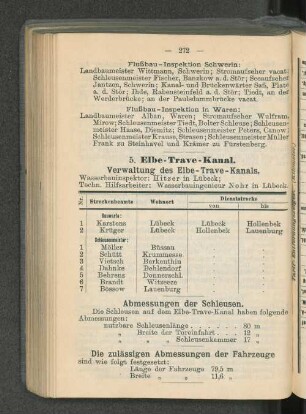 — 272 —
Flußbau-Inspektion Schwerin:
Landbaumeister Wittmann, Schwerin; Stromaufseher vacat;
Schleusenmeister Fischer, Banzkow a. d. Stör; Seeaufseher
Jantzen, Schwerin; Kanal- und Brückenwärter Saß, Plate
a. d. Stör; Ihde, Rabensteinfeld a. d. Stör; Tiedt, an der
Werderbrücke; an der Paulsdammbrücke vacat.
Flußbau-Inspektion in Waren:
Landbaumeister Alban, Waren; Stromaufseher Wulfram,
Mirow; Schleusenmeister Tiedt, Bolter Schleuse; Schleusen-
meister Haase, Diemitz; Schleusenmeister Peters, Canow;
Schleusenmeister Krause, Strasen; Schleusenmeister Müller
Frank zu Steinhavel und Krämer zu Fürstenberg.
5. Elbe-Trave-Kanal.
Verwaltung des Elbe-Trave-Kanals.
Wasserbauinspektor: Hitzer in Lübeck;
Techn. Hilfsarbeiter: Wasserbauingenieur Nehr in Lübeck.
Nr. Streckenbeamte Wohnort Dienststrecke
von bis
Bauwarte:
1 Karstens Lübeck Lübeck Hollenbek
2 Krüger Lübeck Hollenbek Lauenburg
Schleusenmeister:
1 Möller Büssau
2 Schütt Krummesse
3 Vietsch Berkenthin
4 Dahnke Behlendorf
5 Behrens Donnerschl.
6 Brandt Witzeeze
7 Bössow Lauenburg
Abmessungen der Schleusen.
Die Schleusen auf dem Elbe-Trave-Kanal haben folgende
Abmessungen:
nutzbare Schleusenlänge . . . 80 m
„ Breite der Toreinfahrt . . 12 „
„ „ „ Schleusenkammer 17 „
Die zulässigen Abmessungen der Fahrzeuge
sind wie folgt festgesetzt:
Länge der Fahrzeuge 79,5 m
Breite „ „ 11,6 „